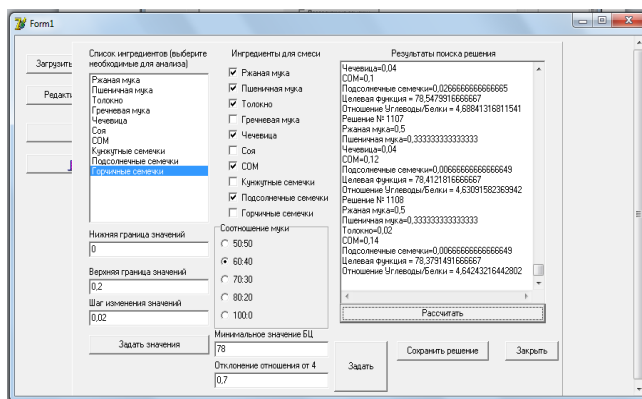 Form1
Загрузить
Редакти
Список ингредиентов (выберите
необходимые для анализа)
Ржаная мука
Пшеничная мука
Толокно
Гречневая мука
Чечевица
Соя
СОМ
Кунжутные семечки
Подсолнечные семечки
Горчичные семечки
Нижняя граница значений
0
Верхняя граница значений
0,2
Шаг изменения значений
0,02
Задать значения
Ингредиенты для смеси
Ржаная мука
Пшеничная мука
Толокно
Гречневая мука
Чечевица
Соя
СОМ
Кунжутные семечки
Подсолнечные семечки
Горчичные семечки
Соотношение муки
50:50
60:40
70:30
80:20
100:0
Минимальное значение БЦ
78
Отклонение отношения от 4
0,7
Результаты поиска решения
Чечевица=0,04
СОМ=0,1
Подсолнечные семечки=0,0266666666666665
Целевая функция = 78,5479916666667
Отношение Углеводы/Белки = 4,68841316811541
Решение № 1107
Ржаная мука=0,5
Пшеничная мука=0,333333333333333
Чечевица=0,04
СОМ=0,12
Подсолнечные семечки=0,00666666666666649
Целевая функция = 78,4121816666667
Отношение Углеводы/Белки = 4,63091582369942
Решение № 1108
Ржаная мука=0,5
Пшеничная мука=0,333333333333333
Толокно=0,02
СОМ=0,14
Подсолнечные семечки=0,00666666666666649
Целевая функция = 78,3791491666667
Отношение Углеводы/Белки = 4,64243216442802
Рассчитать
Задать
Сохранить решение
Закрыть